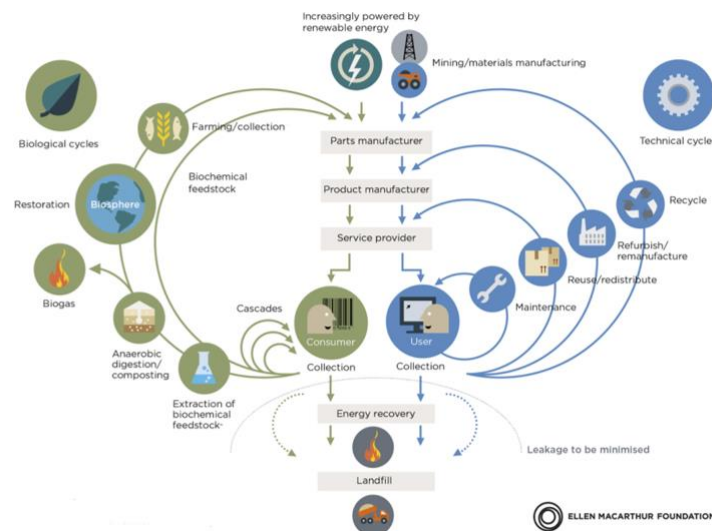 Increasingly powered by
renewable energy
Mining/materials manufacturing
Biological cycles
Farming/collection
Parts manufacturer
Technical cycle
Biochemical
feedstock
Product manufacturer
Restoration
Biosphere
Recycle
Service provider
Refurbish/
remanufacture
Reuse/redistribute
Biogas
Cascades
Maintenance
Consumer
User
Anaerobic
digestion/
composting
Collection
Collection
Extraction of
biochemical
feedstock
Energy recovery
Leakage to be minimised
Landfill
ELLEN MACARTHUR FOUNDATION